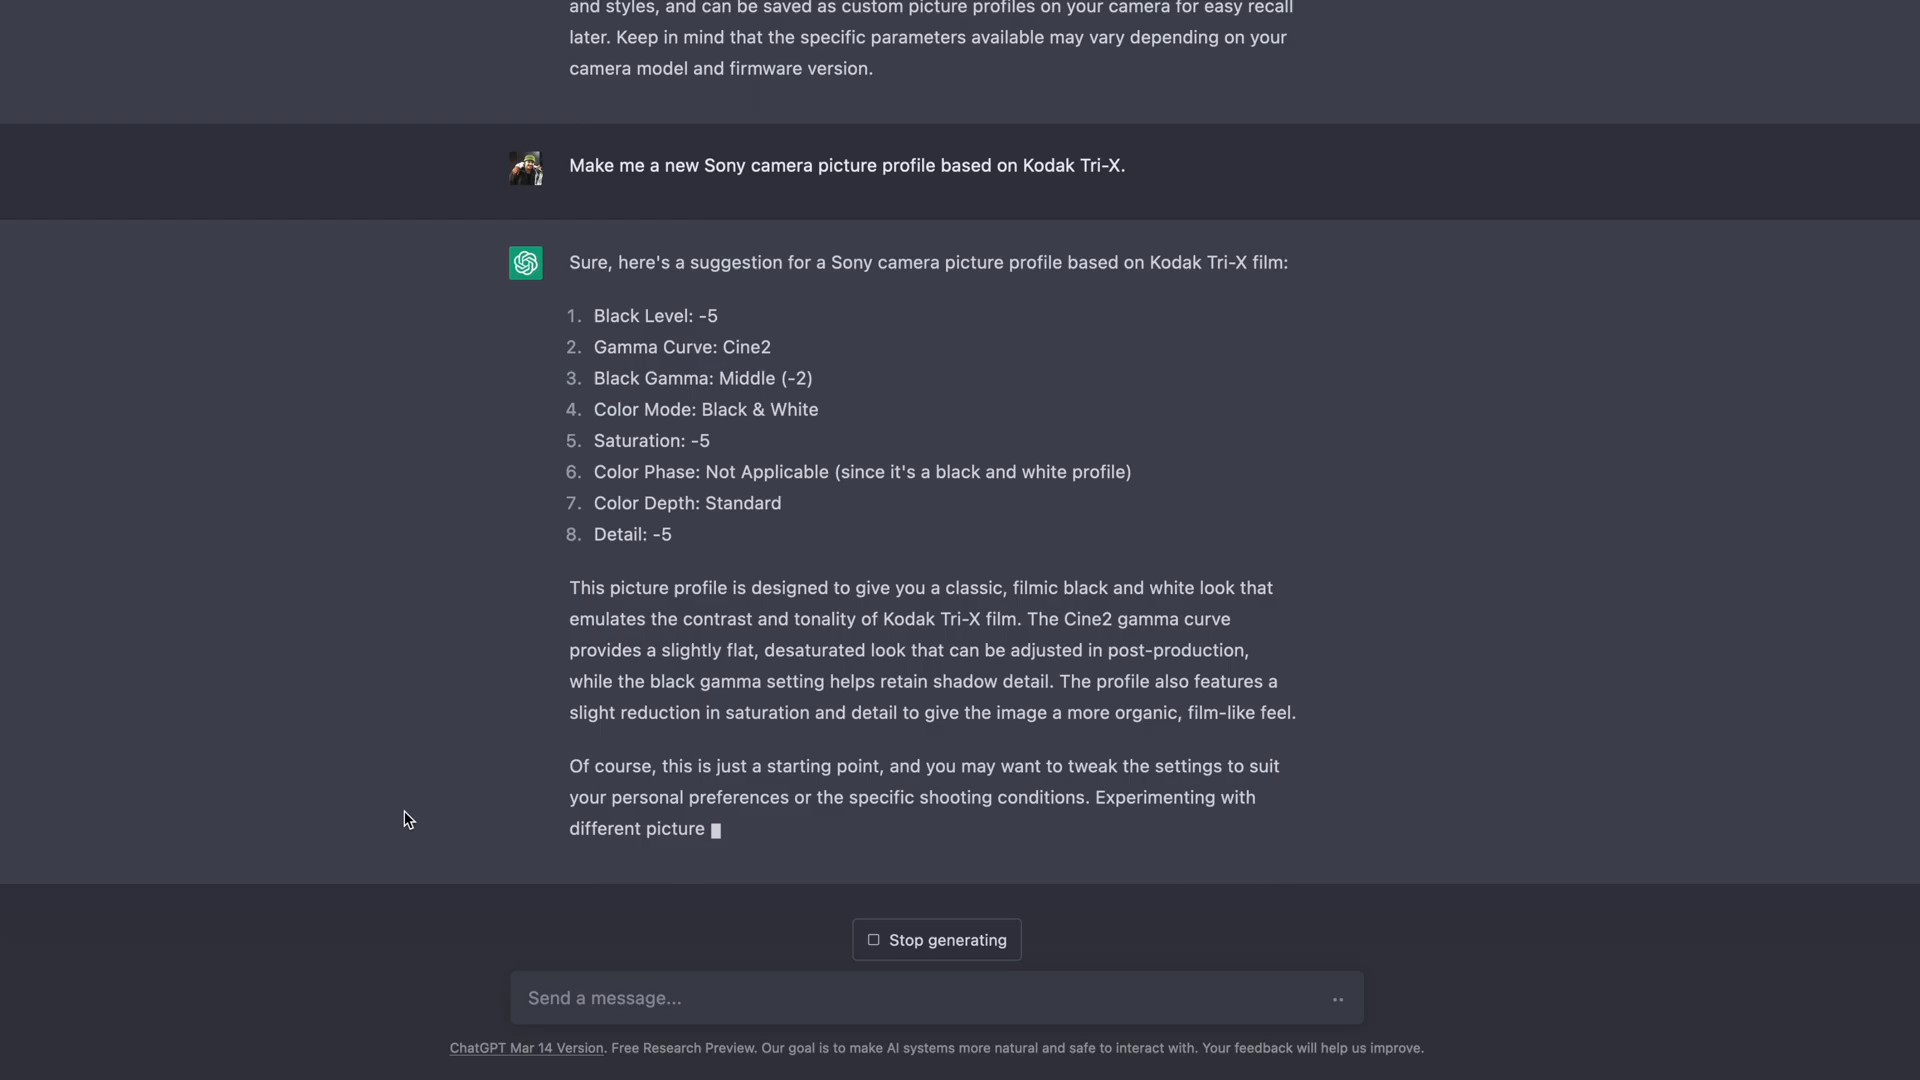 and styles, and can be saved as custom picture profiles on your camera for easy recall
later. Keep in mind that the specific parameters available may vary depending on your
camera model and firmware version.
Make me a new Sony camera picture profile based on Kodak Tri-X.
Sure, here's a suggestion for a Sony camera picture profile based on Kodak Tri-X film:
1. Black Level: -5
2. Gamma Curve: Cine2
3. Black Gamma: Middle (-2)
4. Color Mode: Black & White
5. Saturation: -5
6. Color Phase: Not Applicable (since it's a black and white profile)
7. Color Depth: Standard
8. Detail: -5
This picture profile is designed to give you a classic, filmic black and white look that
emulates the contrast and tonality of Kodak Tri-X film. The Cine2 gamma curve
provides a slightly flat, desaturated look that can be adjusted in post-production,
while the black gamma setting helps retain shadow detail. The profile also features a
slight reduction in saturation and detail to give the image a more organic, film-like feel.
Of course, this is just a starting point, and you may want to tweak the settings to suit
your personal preferences or the specific shooting conditions. Experimenting with
different picture
Stop generating
Send a message...
ChatGPT Mar 14 Version. Free Research Preview. Our goal is to make AI systems more natural and safe to interact with. Your feedback will help us improve.